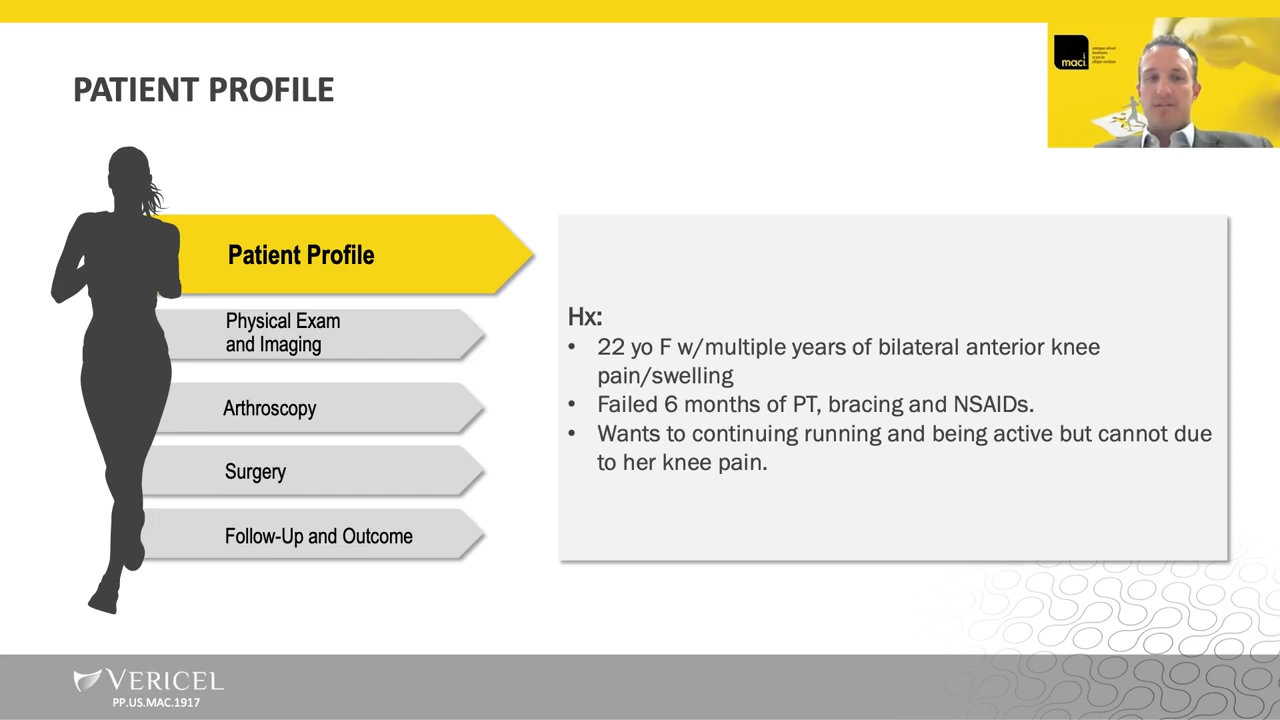 PATIENT PROFILE
maci
Patient Profile
Physical Exam
and Imaging
Arthroscopy
Surgery
Follow-Up and Outcome
Hx:
• 22 yo F w/multiple years of bilateral anterior knee
pain/swelling
• Failed 6 months of PT, bracing and NSAIDs.
• Wants to continuing running and being active but cannot due
to her knee pain.
VERICEL
PP.US.MAC.1917